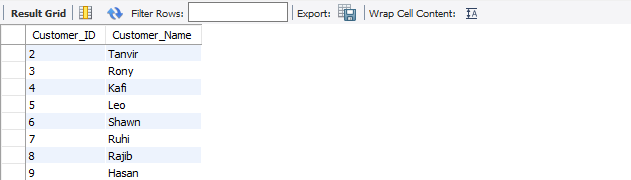 Result Grid Filter Rows: Export: Wrap Cell Content:
Customer_ID Customer_Name
2 Tanvir
3 Rony
4 Kafi
5 Leo
6 Shawn
7 Ruhi
8 Rajib
9 Hasan